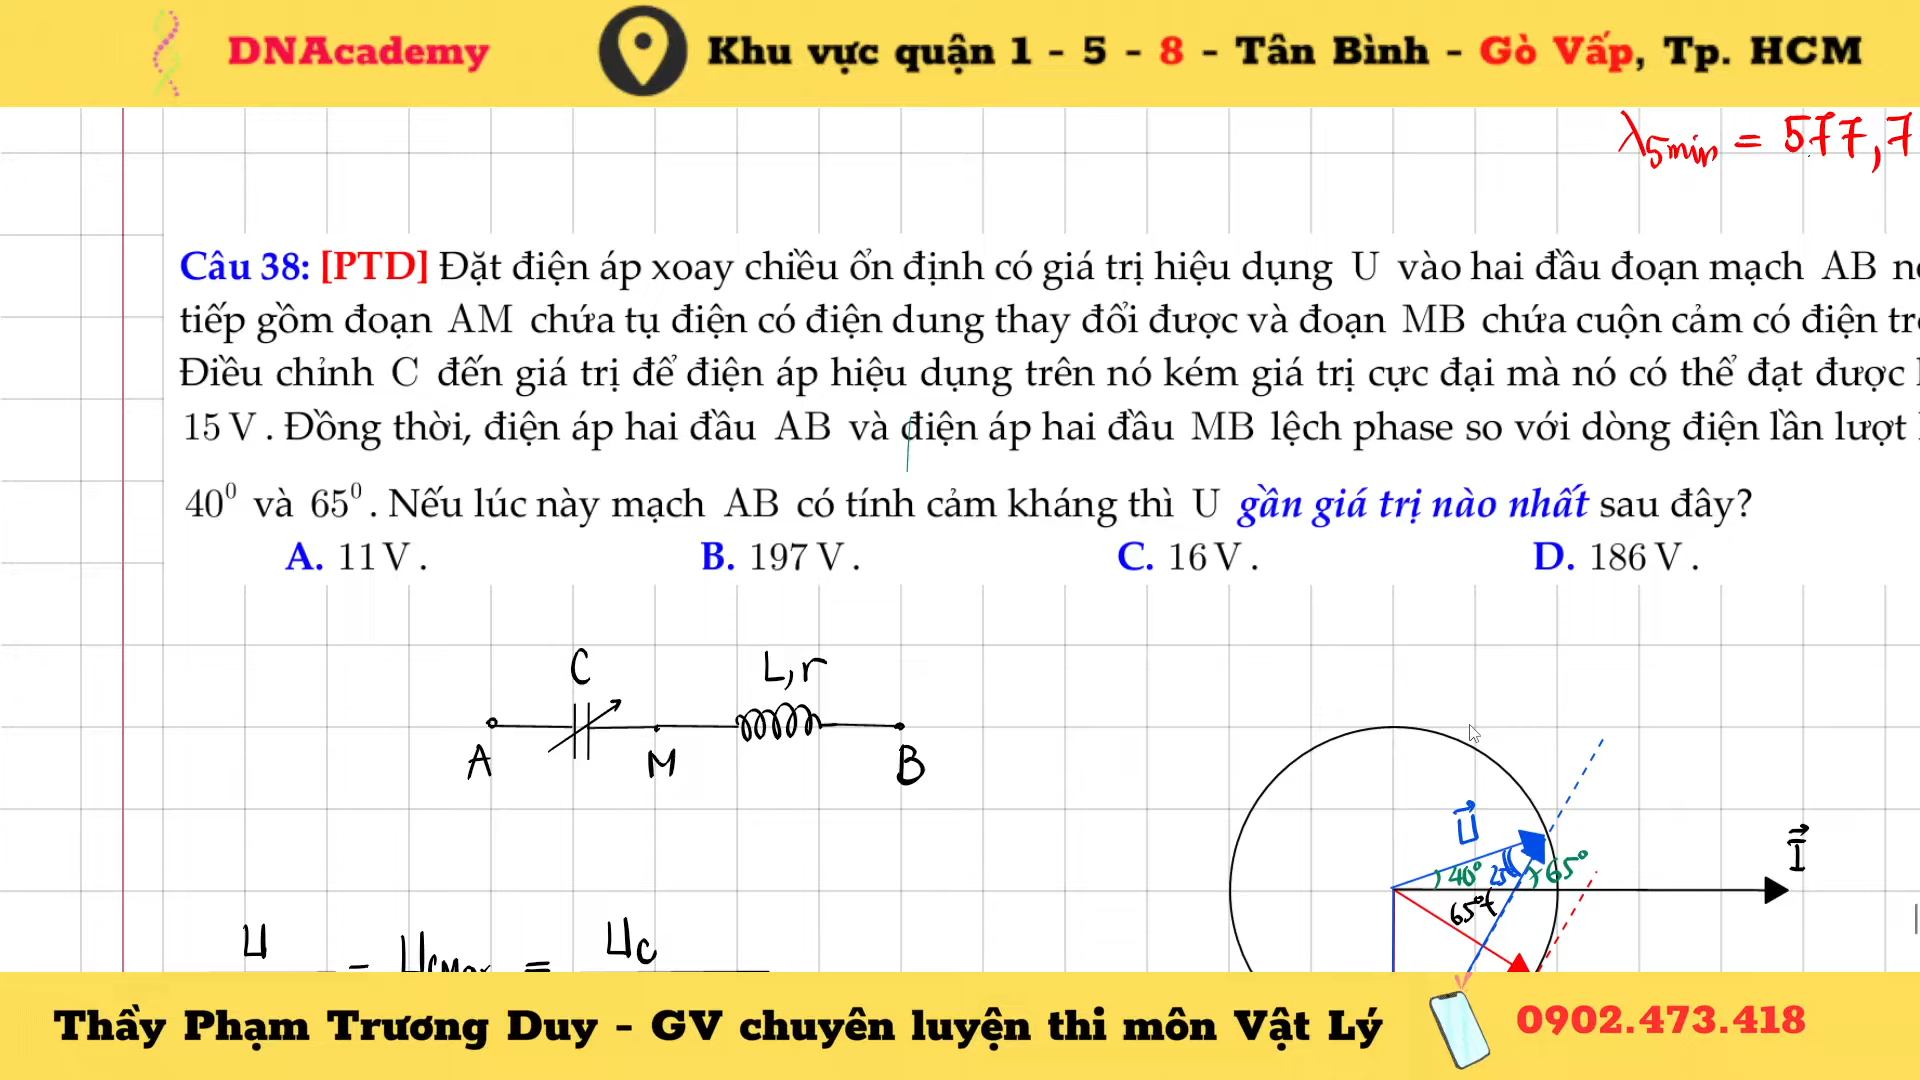 DNAcademy
Khu vực quận 1 - 5 - 8 - Tân Bình - Gò Vấp, Tp. HCM
λ5min = 577,7
Câu 38: [PTD] Đặt điện áp xoay chiều ổn định có giá trị hiệu dụng U vào hai đầu đoạn mạch AB
tiếp gồm đoạn AM chứa tụ điện có điện dung thay đổi được và đoạn MB chứa cuộn cảm có điện
Điều chỉnh C đến giá trị để điện áp hiệu dụng trên nó kém giá trị cực đại mà nó có thể đạt được
15 V. Đồng thời, điện áp hai đầu AB và điện áp hai đầu MB lệch phase so với dòng điện lần lượt
40⁰ và 65⁰. Nếu lúc này mạch AB có tính cảm kháng thì U gần giá trị nào nhất sau đây?
A. 11 V. B. 197 V. C. 16 V. D. 186 V.
C L,r
A M B
U⃗
I⃗
40° 25 65°
65°
U = UCMax = UC
Thầy Phạm Trương Duy - GV chuyên luyện thi môn Vật Lý
0902.473.418